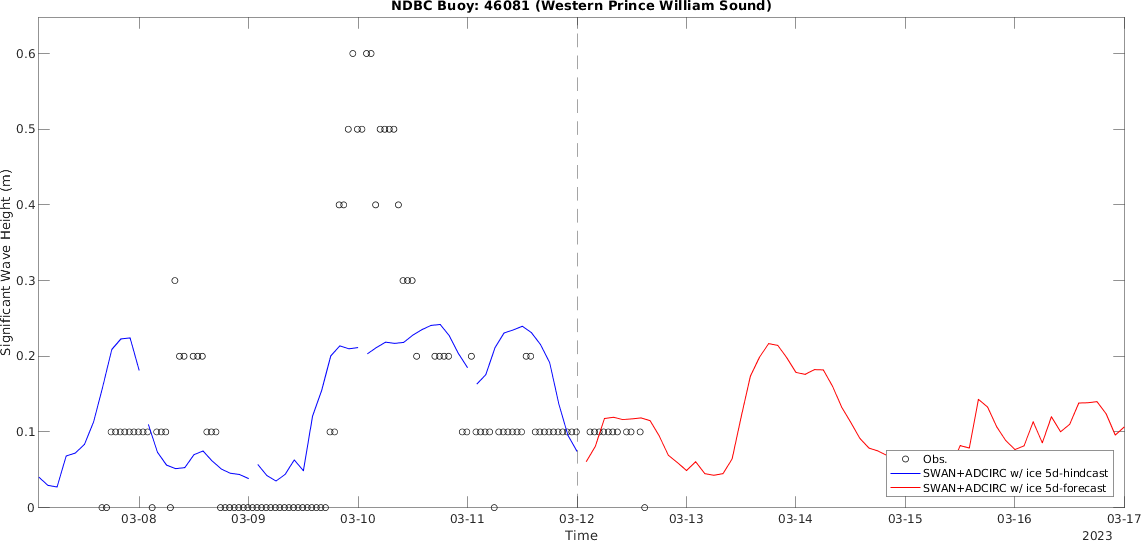 NDBC Buoy: 46081 (Western Prince William Sound)
Significant Wave Height (m)
0.6
0.5
0.4
0.3
0.2
0.1
0
Obs.
SWAN+ADCIRC w/ ice 5d-hindcast
SWAN+ADCIRC w/ ice 5d-forecast
03-08 03-09 03-10 03-11 03-12 03-13 03-14 03-15 03-16 03-17
Time
2023